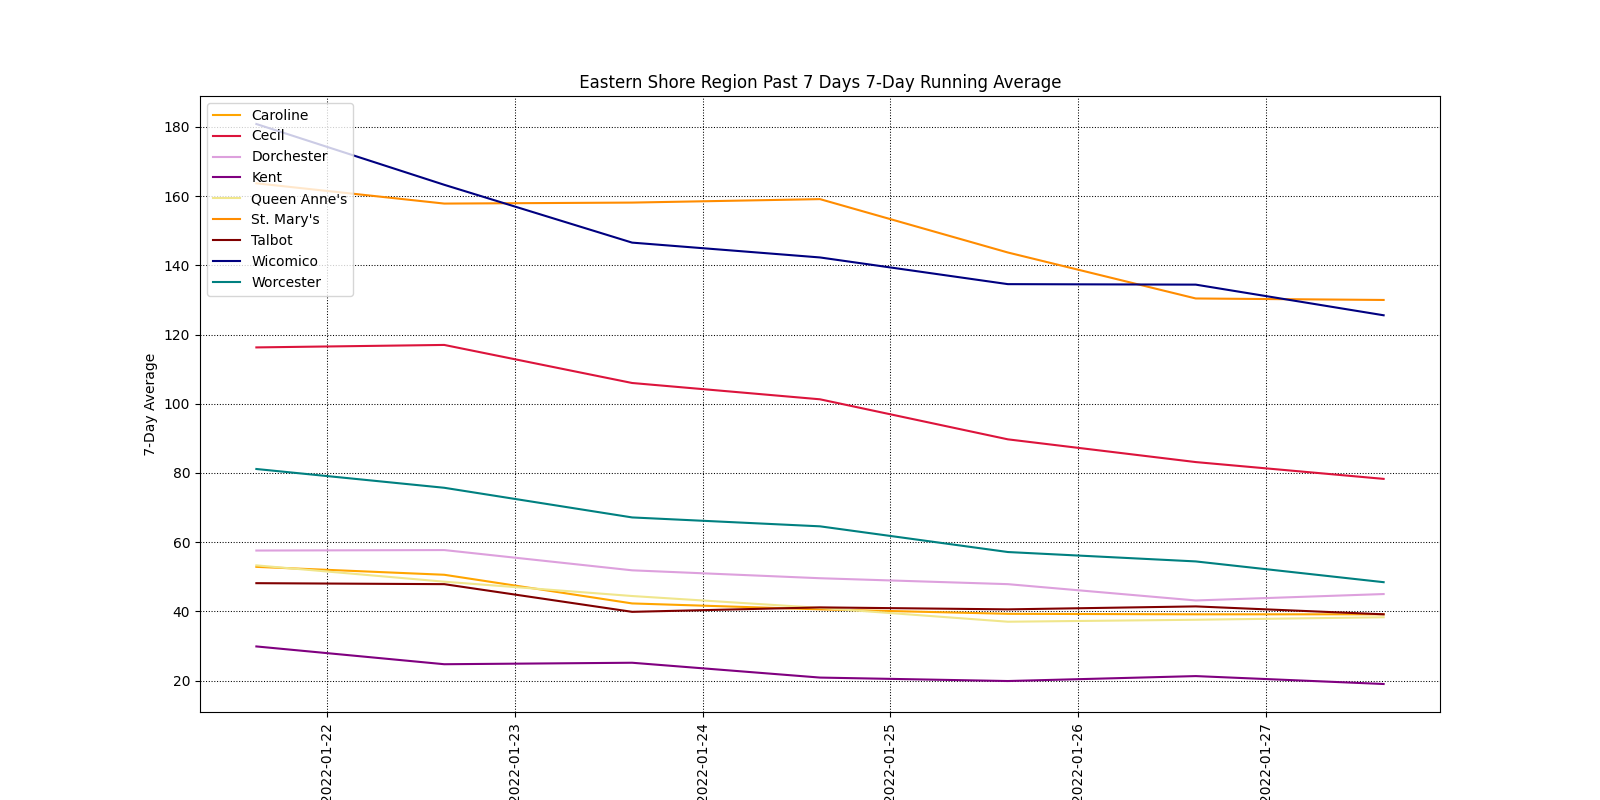 Eastern Shore Region Past 7 Days 7-Day Running Average
Caroline
Cecil
Dorchester
Kent
Queen Anne's
St. Mary's
Talbot
Wicomico
Worcester
180
160
140
120
100
80
60
40
20
7-Day Average
2022-01-22
2022-01-23
2022-01-24
2022-01-25
2022-01-26
2022-01-27